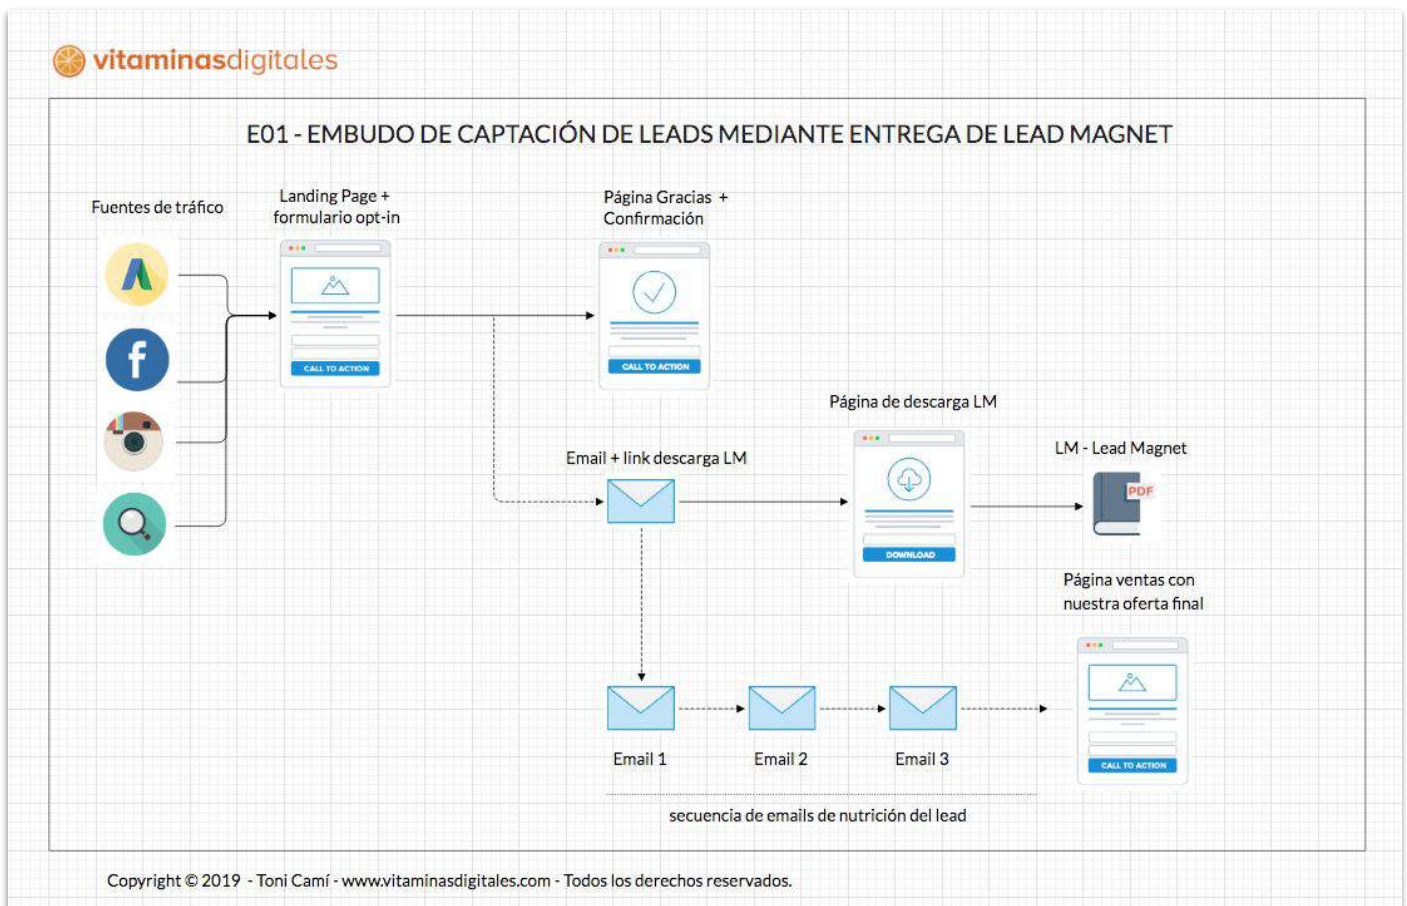 vitaminasdigitales
E01 - EMBUDO DE CAPTACIÓN DE LEADS MEDIANTE ENTREGA DE LEAD MAGNET
Fuentes de tráfico
Landing Page +
formulario opt-in
CALL TO ACTION
Página Gracias +
Confirmación
CALL TO ACTION
Email + link descarga LM
Página de descarga LM
DOWNLOAD
LM - Lead Magnet
PDF
Página ventas con
nuestra oferta final
CALL TO ACTION
Email 1
Email 2
Email 3
secuencia de emails de nutrición del lead
Copyright © 2019 - Toni Camí - www.vitaminasdigitales.com - Todos los derechos reservados.